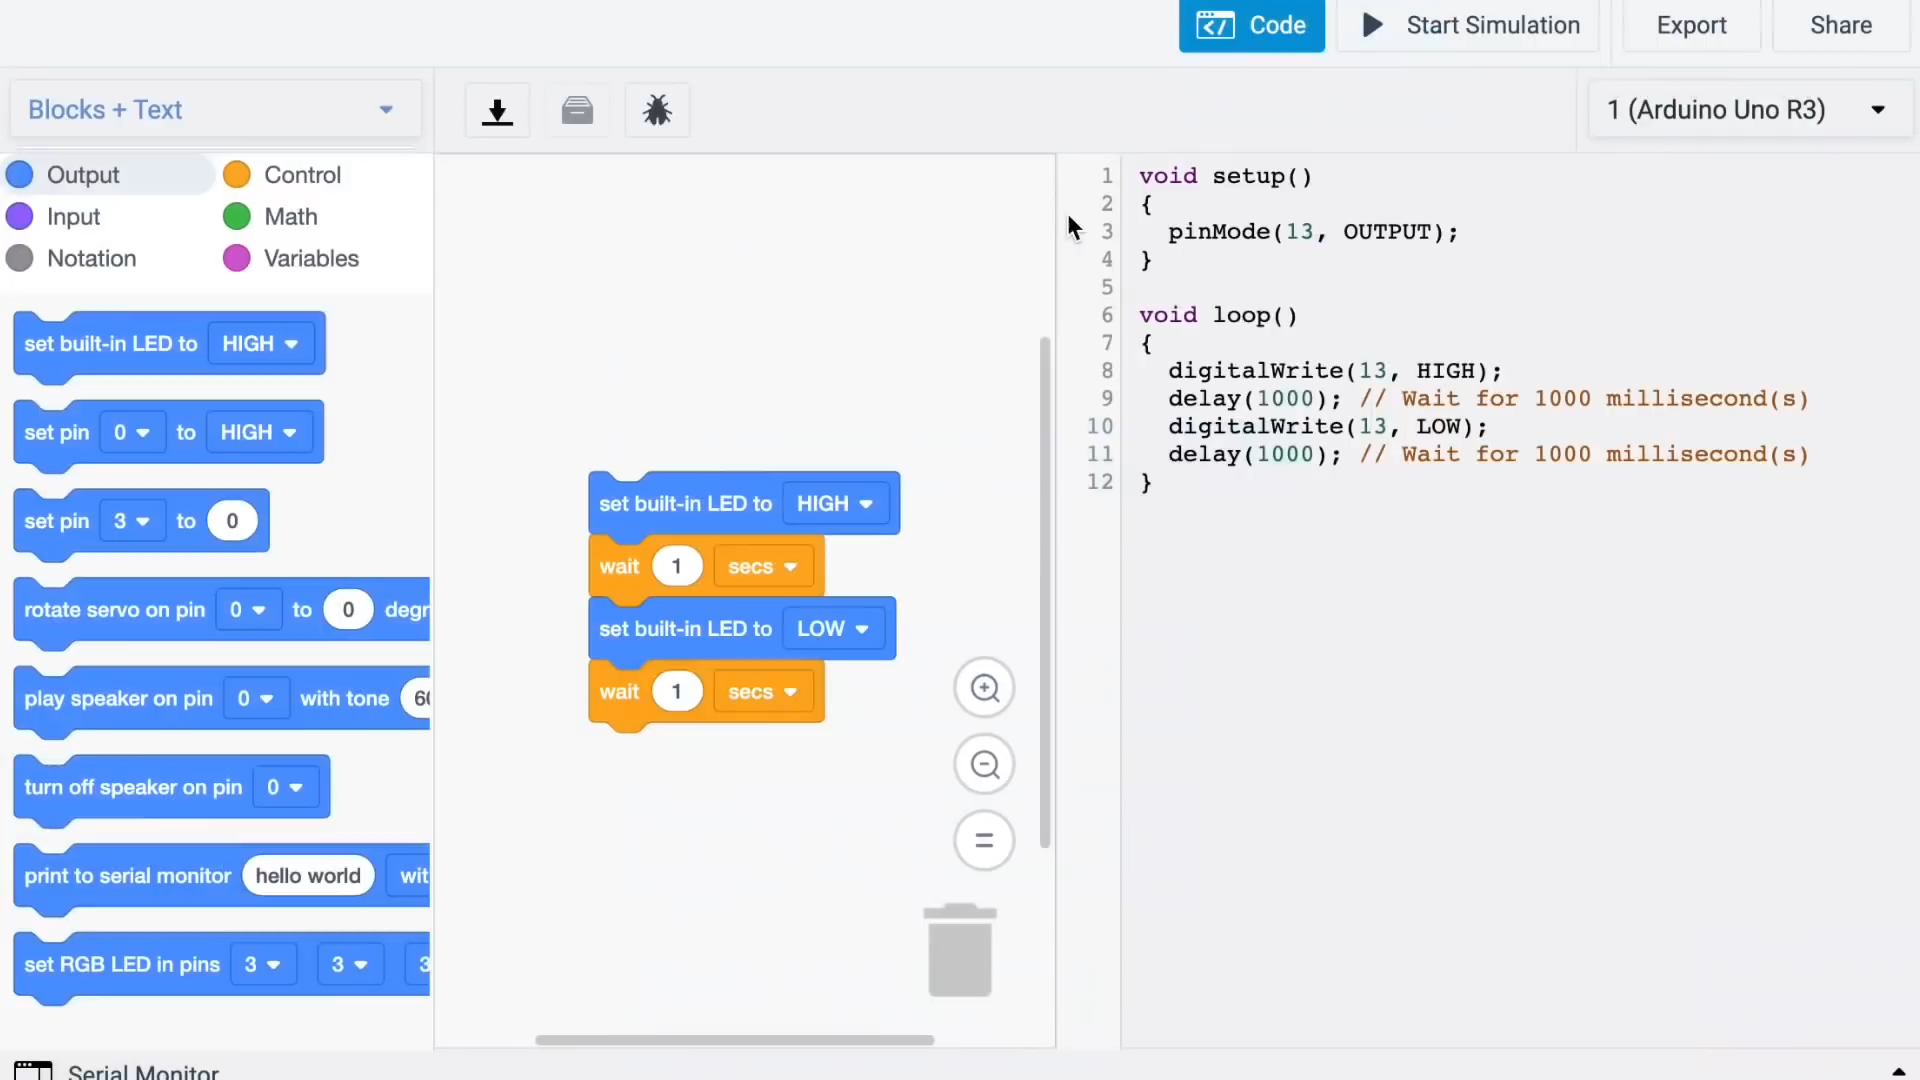 Code
Start Simulation
Export
Share
Blocks + Text
1 (Arduino Uno R3)
Output
Control
Input
Math
Notation
Variables
set built-in LED to HIGH
set pin 0 to HIGH
set pin 3 to 0
rotate servo on pin 0 to 0 degr
play speaker on pin 0 with tone 60
turn off speaker on pin 0
print to serial monitor hello world wit
set RGB LED in pins 3 3 3
set built-in LED to HIGH
wait 1 secs
set built-in LED to LOW
wait 1 secs
1 void setup()
2 {
3 pinMode(13, OUTPUT);
4 }
5
6 void loop()
7 {
8 digitalWrite(13, HIGH);
9 delay(1000); // Wait for 1000 millisecond(s)
10 digitalWrite(13, LOW);
11 delay(1000); // Wait for 1000 millisecond(s)
12 }
Serial Monitor